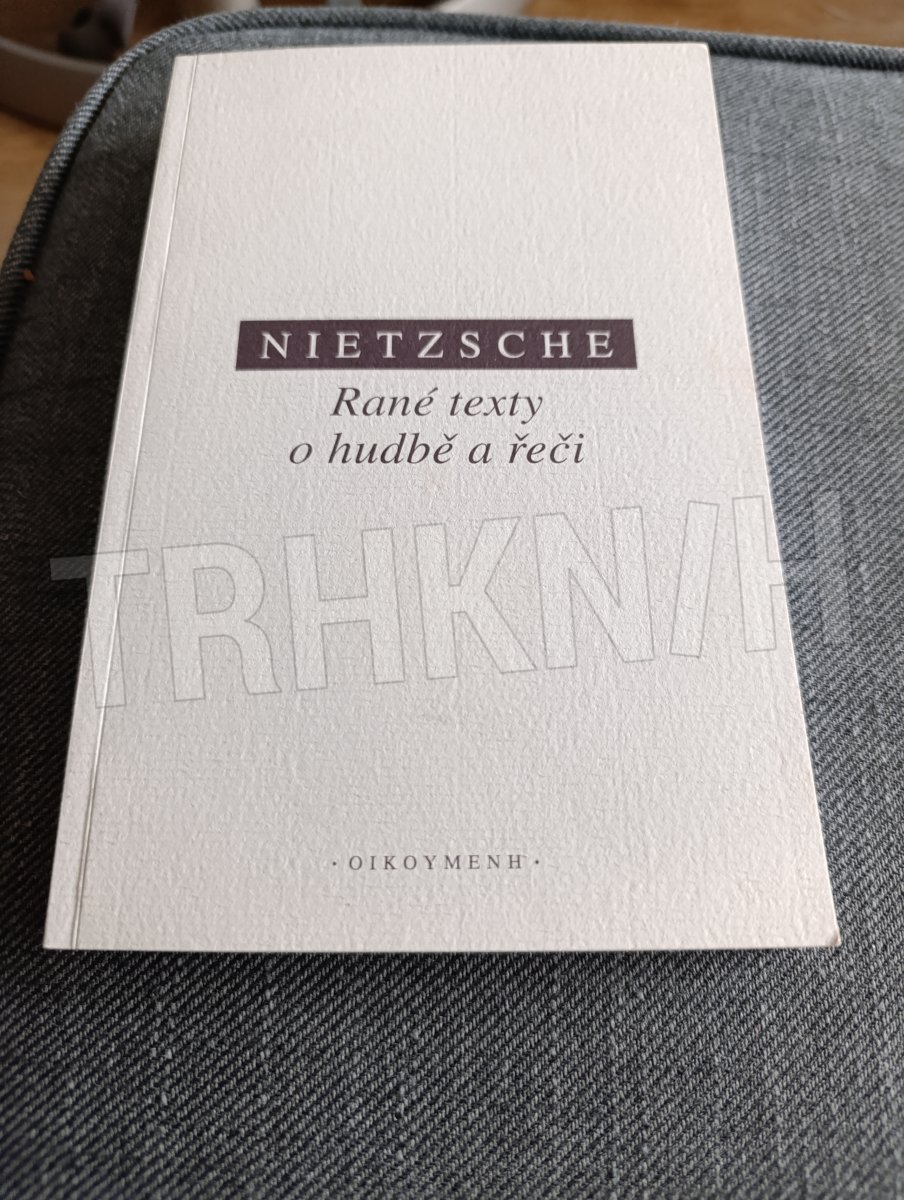 NIETZSCHE
Rané texty
o hudbě a řeči
TRHKNIH
· OIKOYMENH ·